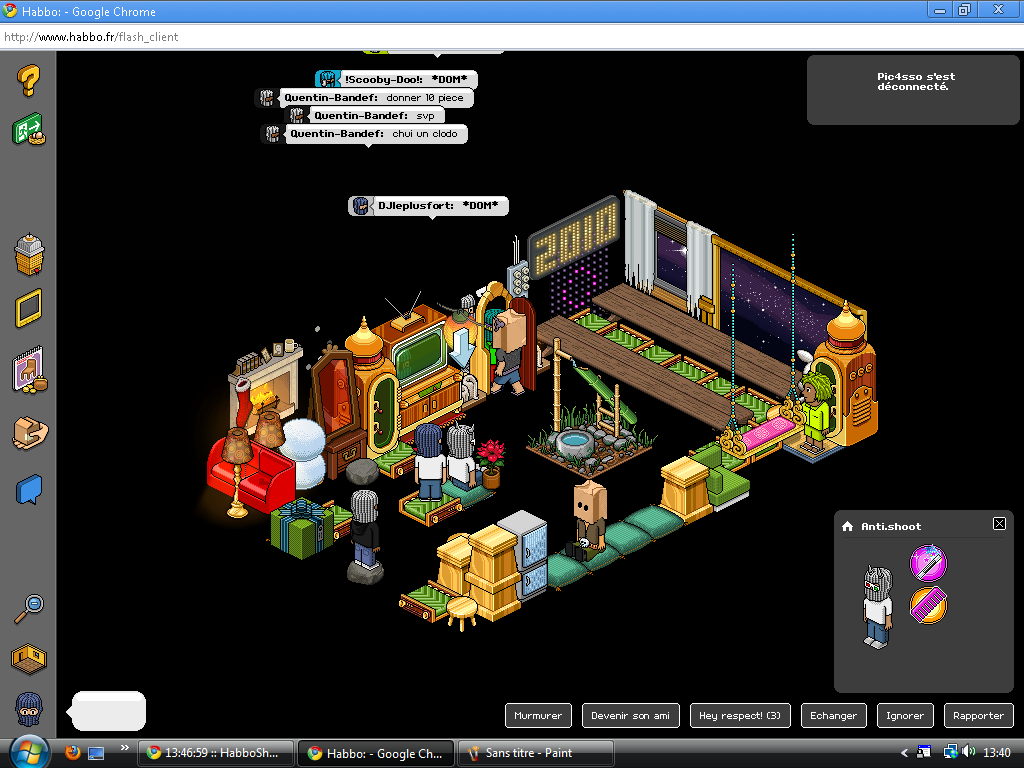 Habbo: - Google Chrome
http://www.habbo.fr/flash_client
!Scooby-Doo!: *DOM*
Quentin-Bandef: donner 10 piece
Quentin-Bandef: svp
Quentin-Bandef: chui un clodo
DJleplusfort: *DOM*
Pic4sso s'est
déconnecté.
2010
Anti.shoot
Murmurer
Devenir son ami
Hey respect! (3)
Echanger
Ignorer
Rapporter
13:46:59 :: HabboSh...
Habbo: - Google Ch...
Sans titre - Paint
13:40